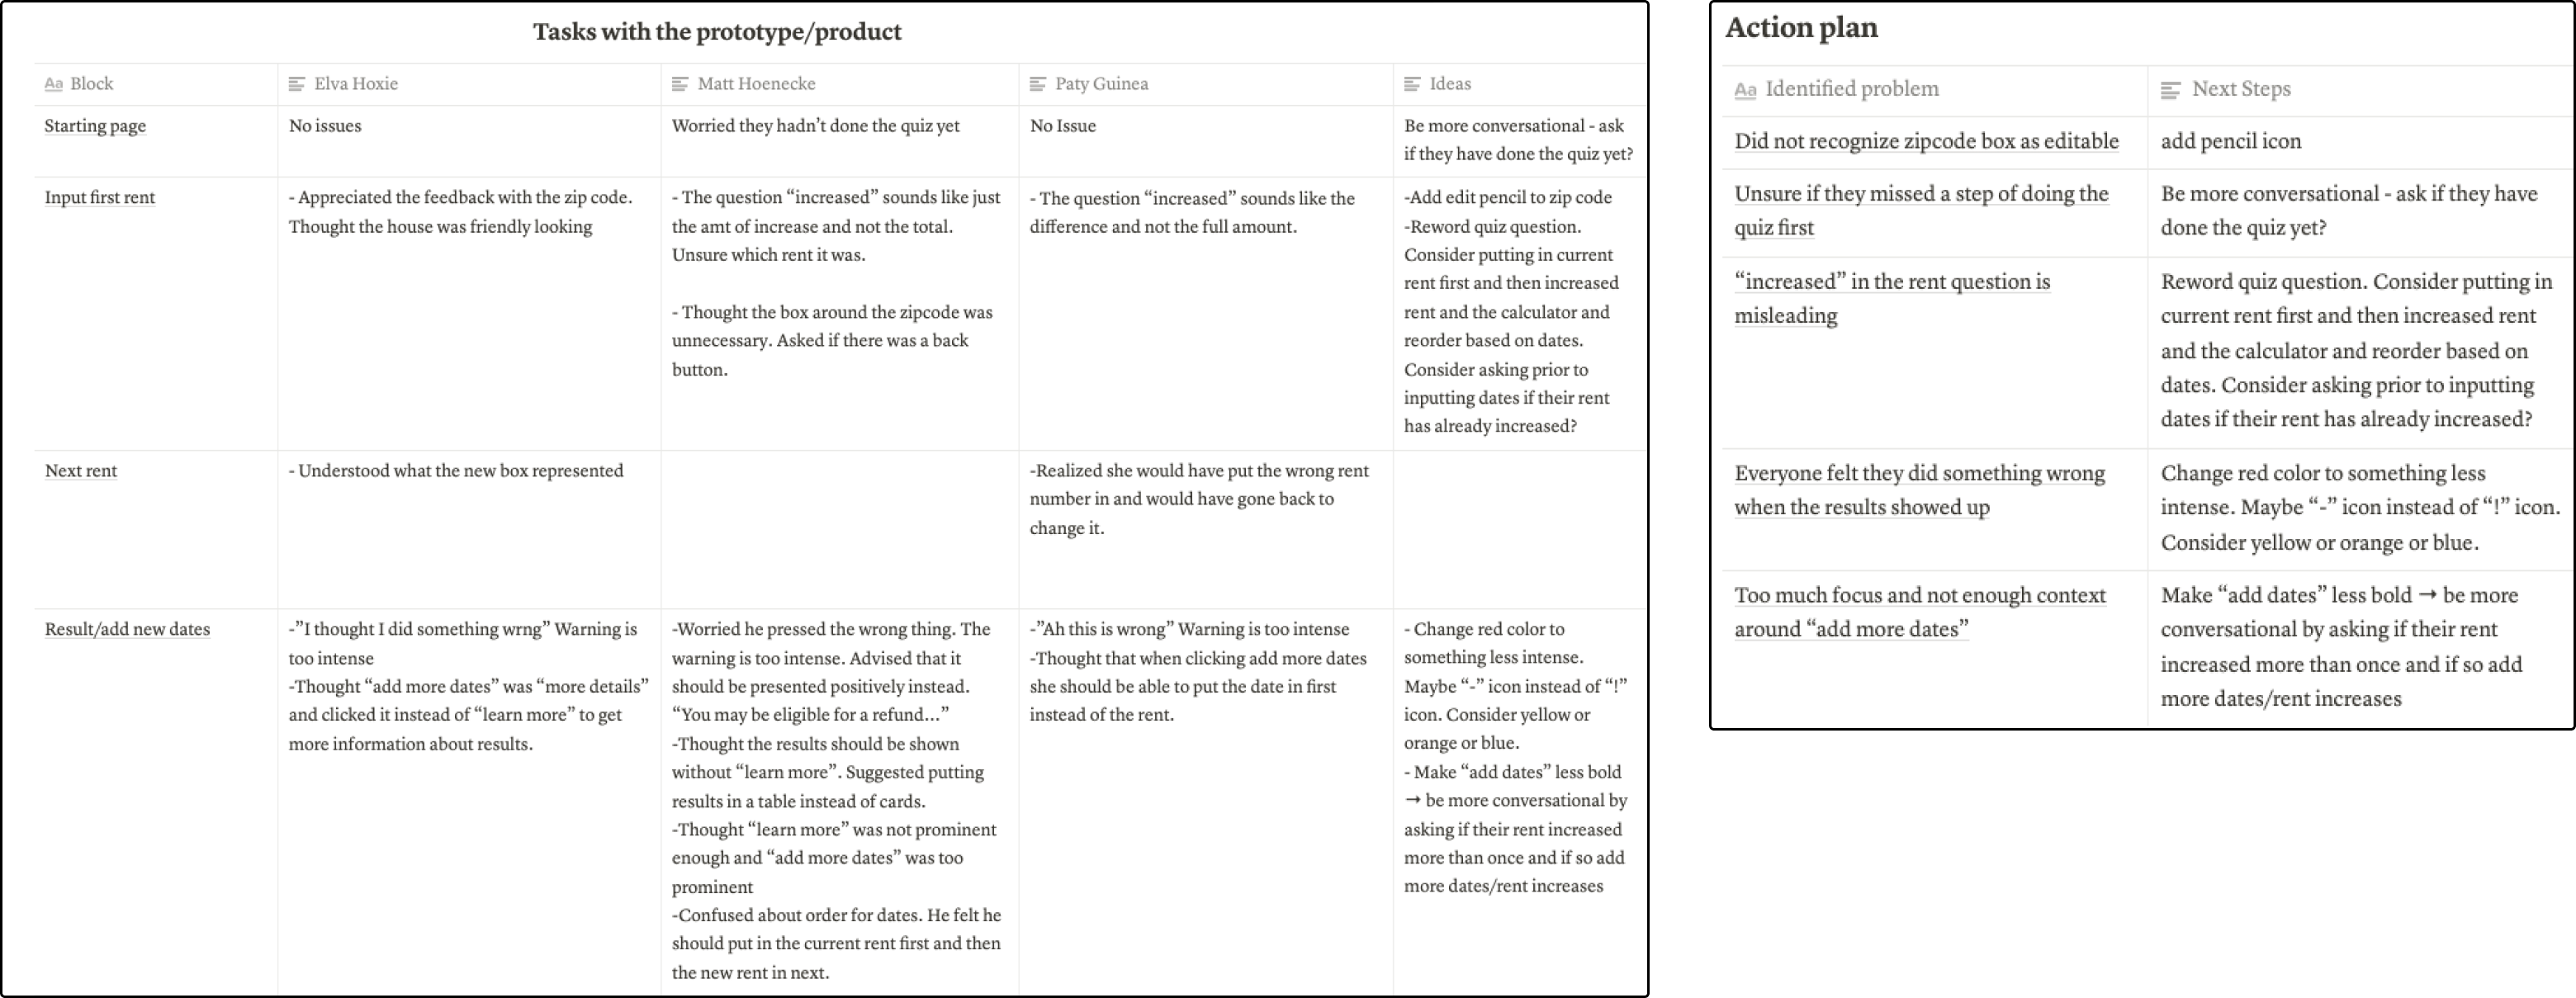 Tasks with the prototype/product
Aa Block
Elva Hoxie
Matt Hoenecke
Paty Guinea
Ideas
Starting page
No issues
Worried they hadn’t done the quiz yet
No Issue
Be more conversational - ask
if they have done the quiz yet?
Input first rent
- Appreciated the feedback with the zip code.
Thought the house was friendly looking
- The question “increased” sounds like just
the amt of increase and not the total.
Unsure which rent it was.
- Thought the box around the zipcode was
unnecessary. Asked if there was a back
button.
- The question “increased” sounds like the
difference and not the full amount.
-Add edit pencil to zip code
-Reword quiz question.
Consider putting in current
rent first and then increased
rent and the calculator and
reorder based on dates.
Consider asking prior to
inputting dates if their rent
has already increased?
Next rent
- Understood what the new box represented
-Realized she would have put the wrong rent
number in and would have gone back to
change it.
Result/add new dates
-”I thought I did something wrng” Warning is
too intense
-Thought “add more dates” was “more details”
and clicked it instead of “learn more” to get
more information about results.
-Worried he pressed the wrong thing. The
warning is too intense. Advised that it
should be presented positively instead.
“You may be eligible for a refund...”
-Thought the results should be shown
without “learn more”. Suggested putting
results in a table instead of cards.
-Thought “learn more” was not prominent
enough and “add more dates” was too
prominent
-Confused about order for dates. He felt he
should put in the current rent first and then
the new rent in next.
-”Ah this is wrong” Warning is too intense
-Thought that when clicking add more dates
she should be able to put the date in first
instead of the rent.
- Change red color to
something less intense.
Maybe “-” icon instead of “!”
icon. Consider yellow or
orange or blue.
- Make “add dates” less bold
→ be more conversational by
asking if their rent increased
more than once and if so add
more dates/rent increases
Action plan
Aa Identified problem
Next Steps
Did not recognize zipcode box as editable
add pencil icon
Unsure if they missed a step of doing the
quiz first
Be more conversational - ask if they have
done the quiz yet?
“increased” in the rent question is
misleading
Reword quiz question. Consider putting in
current rent first and then increased rent
and the calculator and reorder based on
dates. Consider asking prior to inputting
dates if their rent has already increased?
Everyone felt they did something wrong
when the results showed up
Change red color to something less
intense. Maybe “-” icon instead of “!” icon.
Consider yellow or orange or blue.
Too much focus and not enough context
around “add more dates”
Make “add dates” less bold → be more
conversational by asking if their rent
increased more than once and if so add
more dates/rent increases